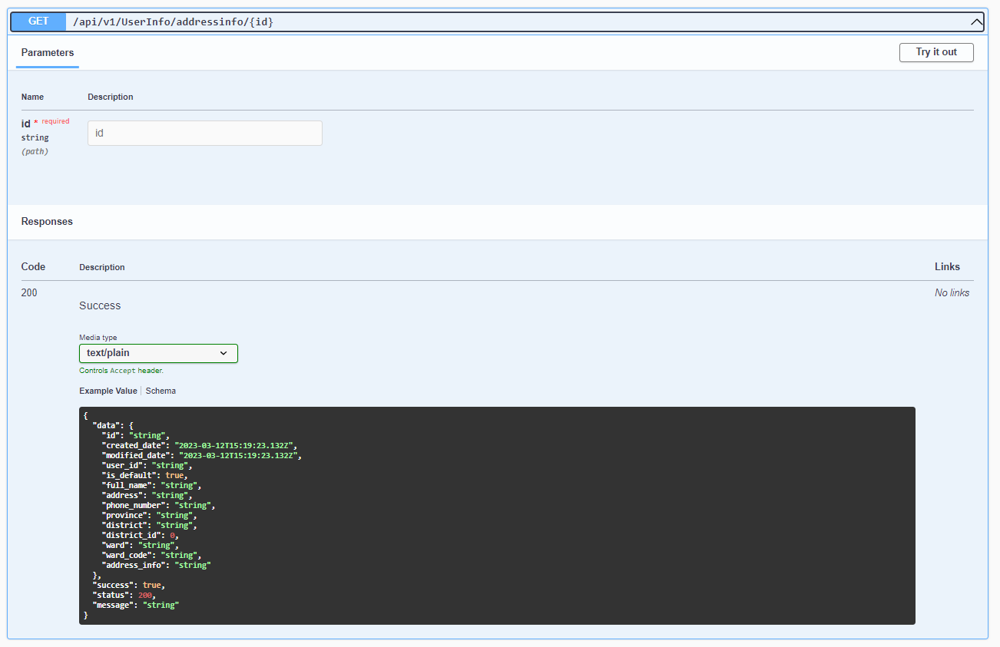 GET /api/v1/UserInfo/addressinfo/{id}
Parameters
Try it out
Name Description
id * required
string
(path)
id
Responses
Code Description Links
200
Success
No links
Media type
text/plain
Controls Accept header.
Example Value Schema
{
  "data": {
    "id": "string",
    "created_date": "2023-03-12T15:19:23.132Z",
    "modified_date": "2023-03-12T15:19:23.132Z",
    "user_id": "string",
    "is_default": true,
    "full_name": "string",
    "address": "string",
    "phone_number": "string",
    "province": "string",
    "district": "string",
    "district_id": 0,
    "ward": "string",
    "ward_code": "string",
    "address_info": "string"
  },
  "success": true,
  "status": 200,
  "message": "string"
}